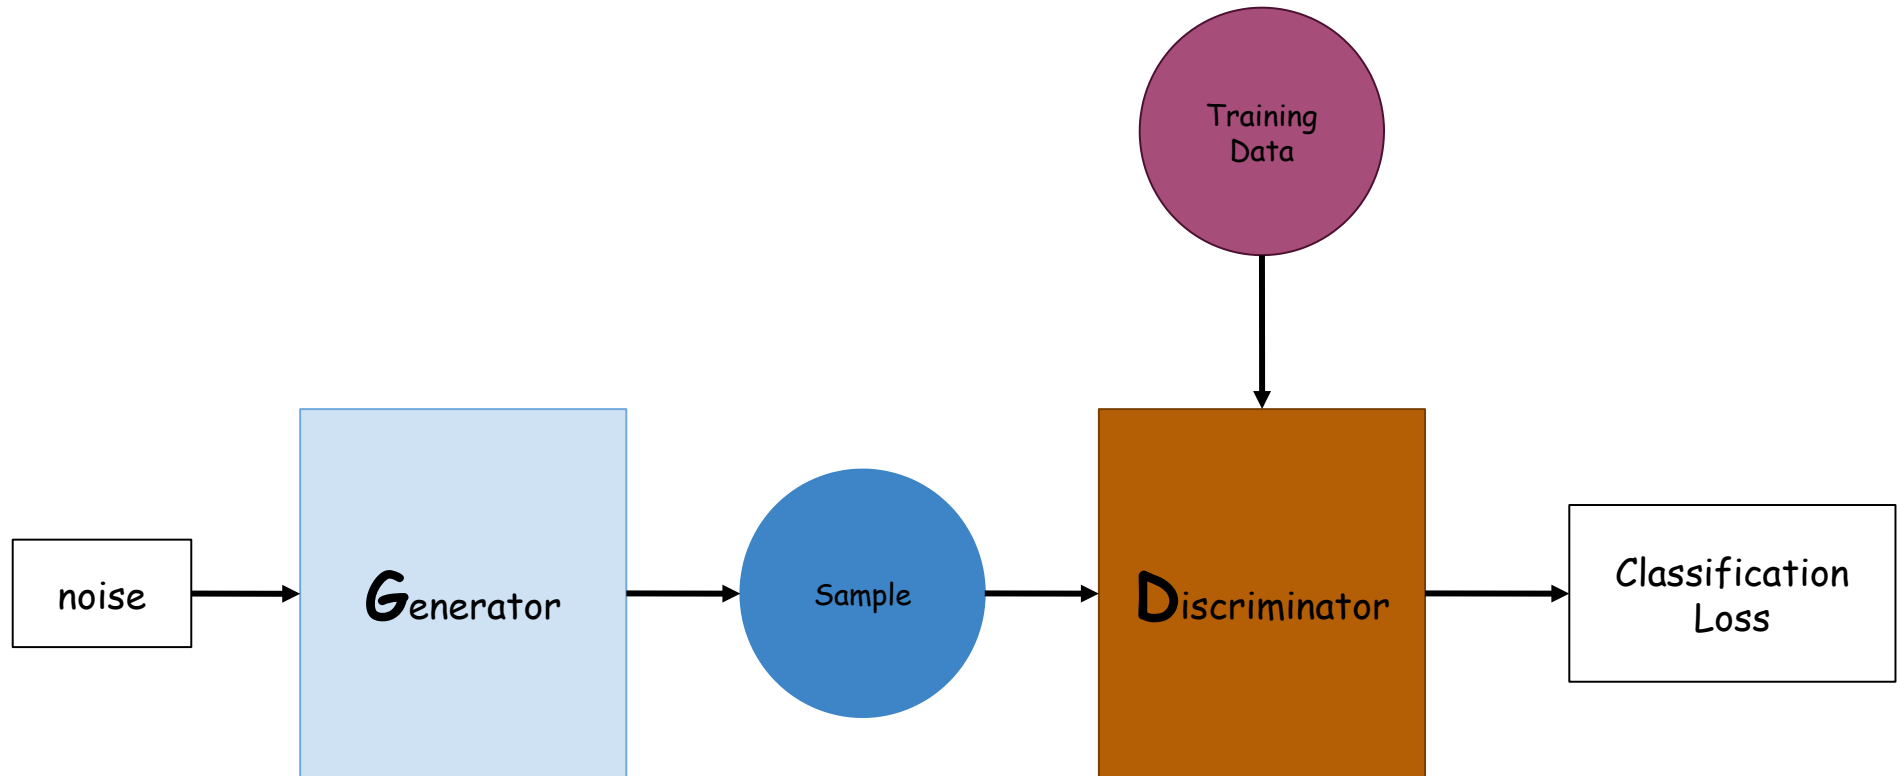 Training
Data
noise
Generator
Sample
Discriminator
Classification
Loss